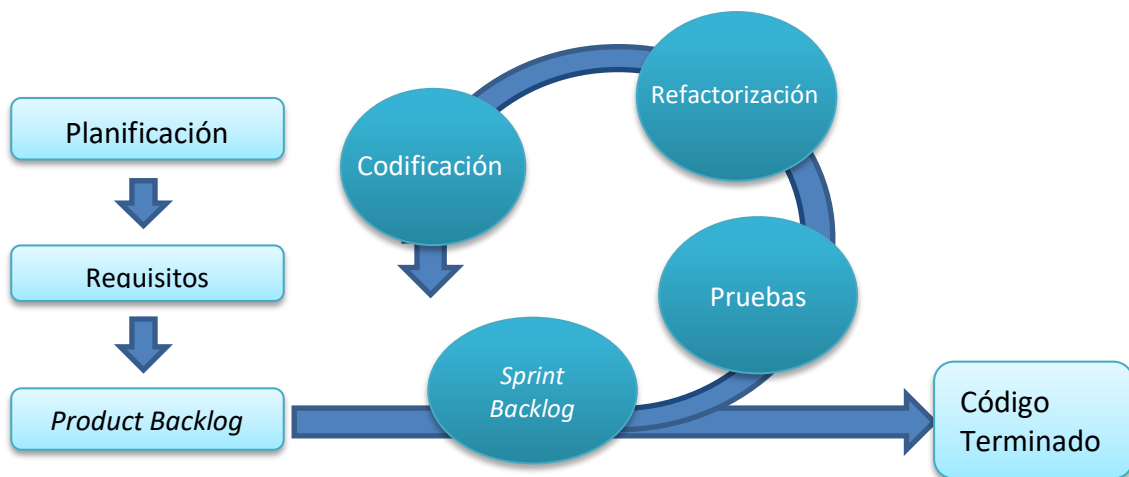 Planificación
Requisitos
Product Backlog
Codificación
Refactorización
Pruebas
Sprint
Backlog
Código
Terminado